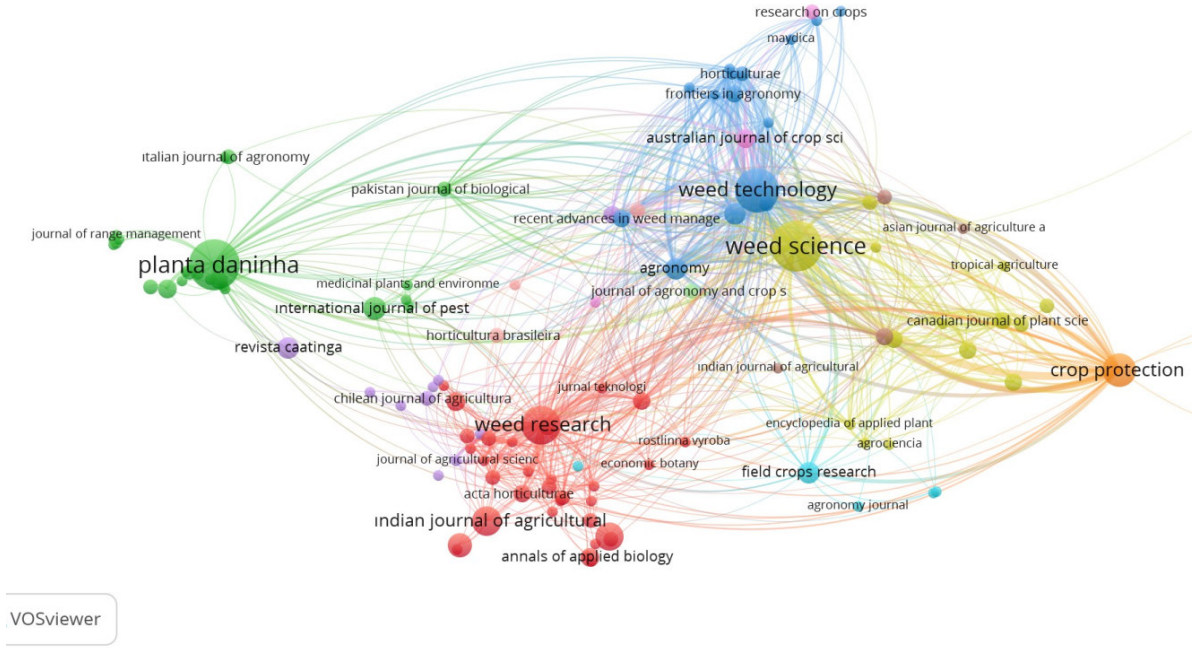 research on crops
maydica
horticulturae
frontiers in agronomy
australian journal of crop sci
italian journal of agronomy
pakistan journal of biological
weed technology
recent advances in weed manage
asian journal of agriculture a
journal of range management
weed science
planta daninha
agronomy
tropical agriculture
medicinal plants and environme
journal of agronomy and crop s
international journal of pest
canadian journal of plant scie
horticultura brasileira
revista caatinga
indian journal of agricultural
crop protection
jurnal teknologi
chilean journal of agricultura
weed research
encyclopedia of applied plant
rostlinna vyroba
agrociencia
journal of agricultural scienc
economic botany
field crops research
acta horticulturae
agronomy journal
indian journal of agricultural
annals of applied biology
VOSviewer